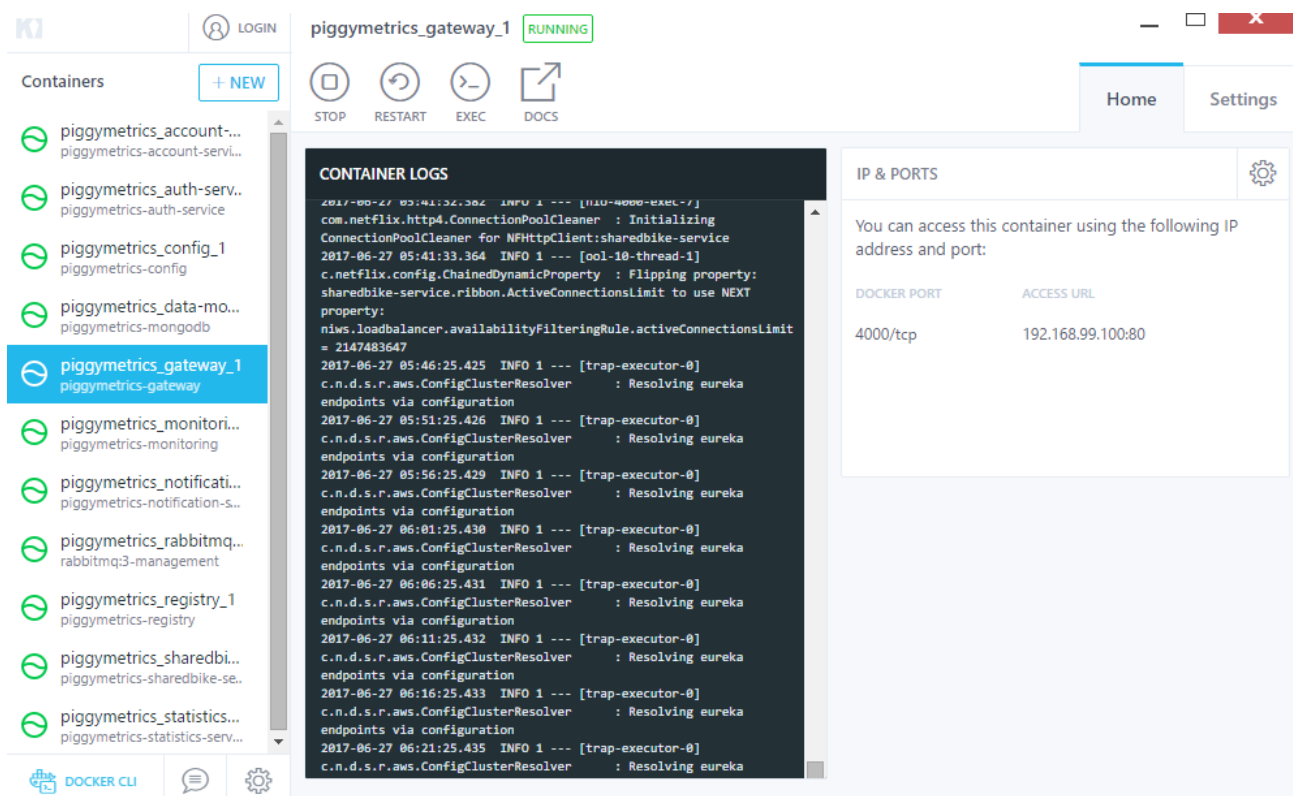 LOGIN
Containers
+ NEW
piggymetrics_account-...
piggymetrics-account-servi...
piggymetrics_auth-serv..
piggymetrics-auth-service
piggymetrics_config_1
piggymetrics-config
piggymetrics_data-mo...
piggymetrics-mongodb
piggymetrics_gateway_1
piggymetrics-gateway
piggymetrics_monitori...
piggymetrics-monitoring
piggymetrics_notificati...
piggymetrics-notification-s...
piggymetrics_rabbitmq...
rabbitmq:3-management
piggymetrics_registry_1
piggymetrics-registry
piggymetrics_sharedbi...
piggymetrics-sharedbike-se..
piggymetrics_statistics...
piggymetrics-statistics-serv...
DOCKER CLI
piggymetrics_gateway_1 RUNNING
STOP RESTART EXEC DOCS
Home Settings
CONTAINER LOGS
2017-06-27 05:41:32.382 INFO 1 --- [nio-4000-exec-7]
com.netflix.http4.ConnectionPoolCleaner : Initializing
ConnectionPoolCleaner for NFHttpClient:sharedbike-service
2017-06-27 05:41:33.364 INFO 1 --- [ool-10-thread-1]
c.netflix.config.ChainedDynamicProperty : Flipping property:
sharedbike-service.ribbon.ActiveConnectionsLimit to use NEXT
property:
niws.loadbalancer.availabilityFilteringRule.activeConnectionsLimit
= 2147483647
2017-06-27 05:46:25.425 INFO 1 --- [trap-executor-0]
c.n.d.s.r.aws.ConfigClusterResolver : Resolving eureka
endpoints via configuration
2017-06-27 05:51:25.426 INFO 1 --- [trap-executor-0]
c.n.d.s.r.aws.ConfigClusterResolver : Resolving eureka
endpoints via configuration
2017-06-27 05:56:25.429 INFO 1 --- [trap-executor-0]
c.n.d.s.r.aws.ConfigClusterResolver : Resolving eureka
endpoints via configuration
2017-06-27 06:01:25.430 INFO 1 --- [trap-executor-0]
c.n.d.s.r.aws.ConfigClusterResolver : Resolving eureka
endpoints via configuration
2017-06-27 06:06:25.431 INFO 1 --- [trap-executor-0]
c.n.d.s.r.aws.ConfigClusterResolver : Resolving eureka
endpoints via configuration
2017-06-27 06:11:25.432 INFO 1 --- [trap-executor-0]
c.n.d.s.r.aws.ConfigClusterResolver : Resolving eureka
endpoints via configuration
2017-06-27 06:16:25.433 INFO 1 --- [trap-executor-0]
c.n.d.s.r.aws.ConfigClusterResolver : Resolving eureka
endpoints via configuration
2017-06-27 06:21:25.435 INFO 1 --- [trap-executor-0]
c.n.d.s.r.aws.ConfigClusterResolver : Resolving eureka
IP & PORTS
You can access this container using the following IP
address and port:
DOCKER PORT ACCESS URL
4000/tcp 192.168.99.100:80